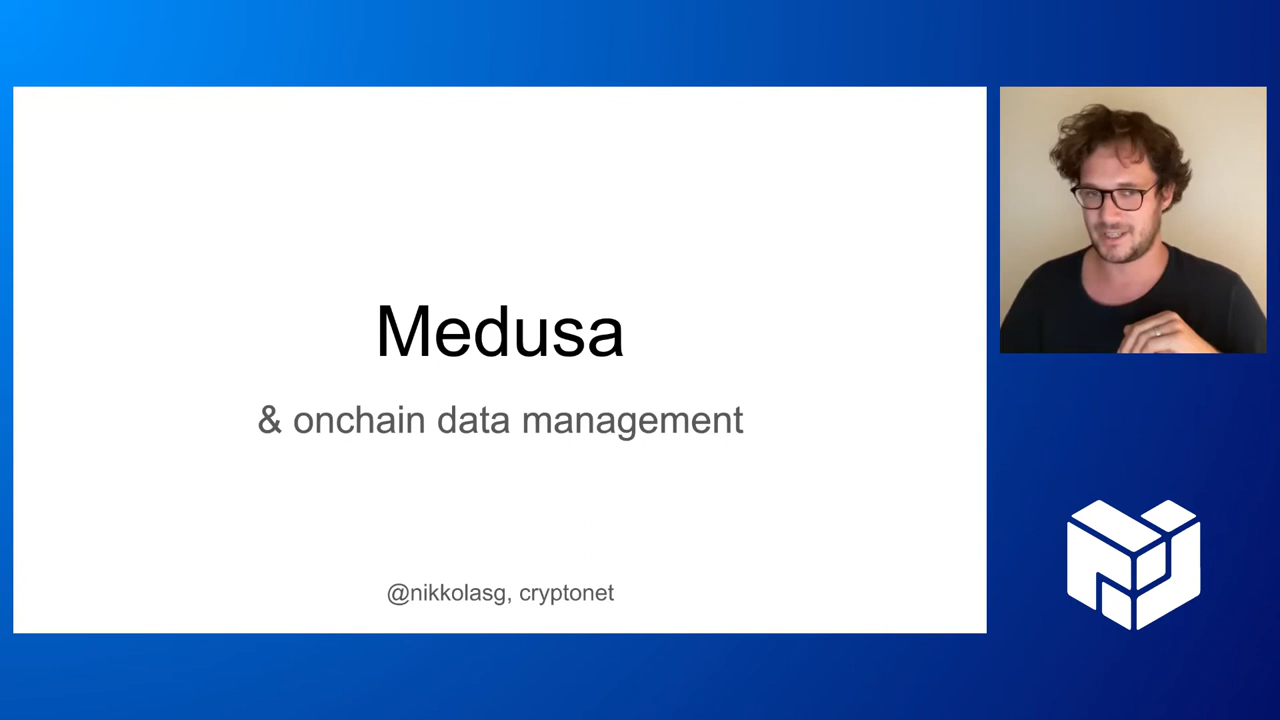 Medusa
& onchain data management
@nikkolasg, cryptonet